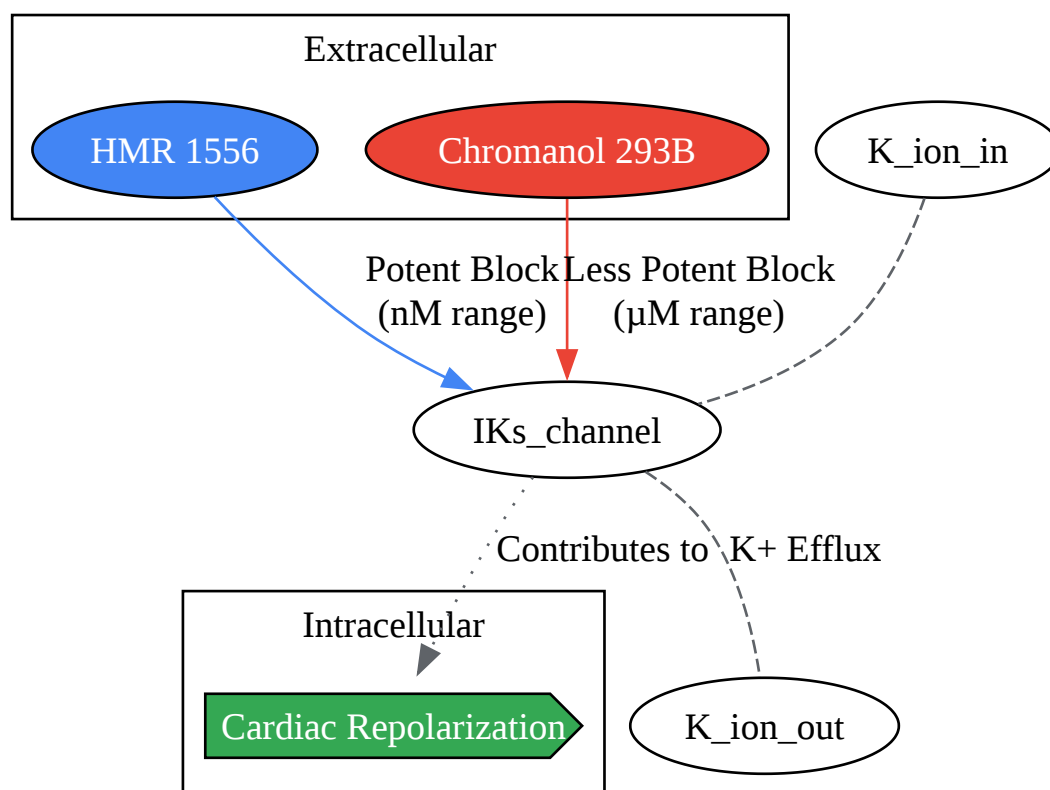 Extracellular
HMR 1556
Chromanol 293B
K_ion_in
Potent Block
(nM range)
Less Potent Block
(µM range)
IKs_channel
Contributes to
K+ Efflux
Intracellular
Cardiac Repolarization
K_ion_out